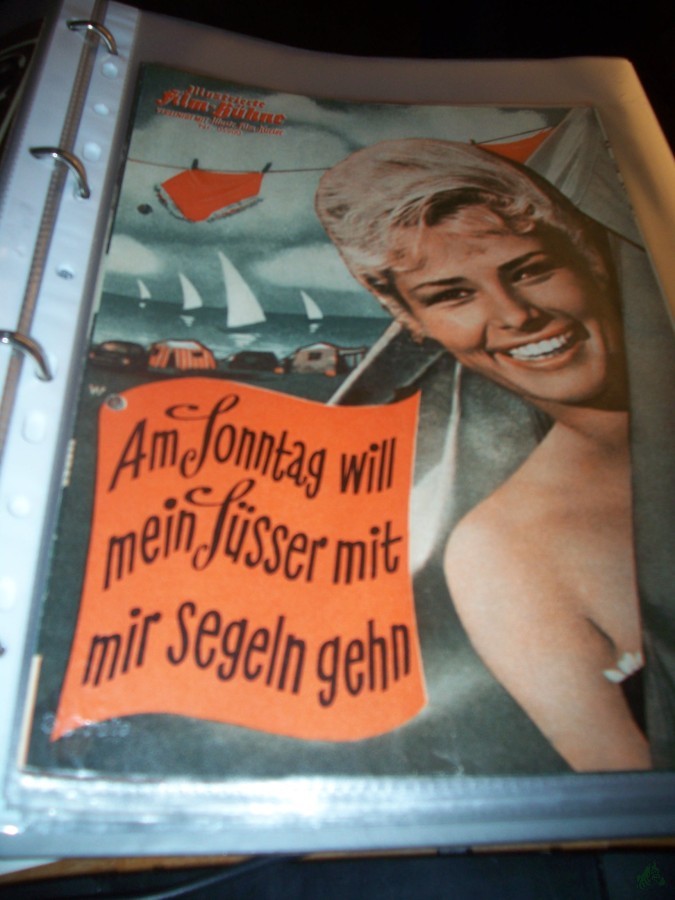 Illustrierte
Film-Bühne
Am Sonntag will
mein Süsser mit
mir segeln gehn